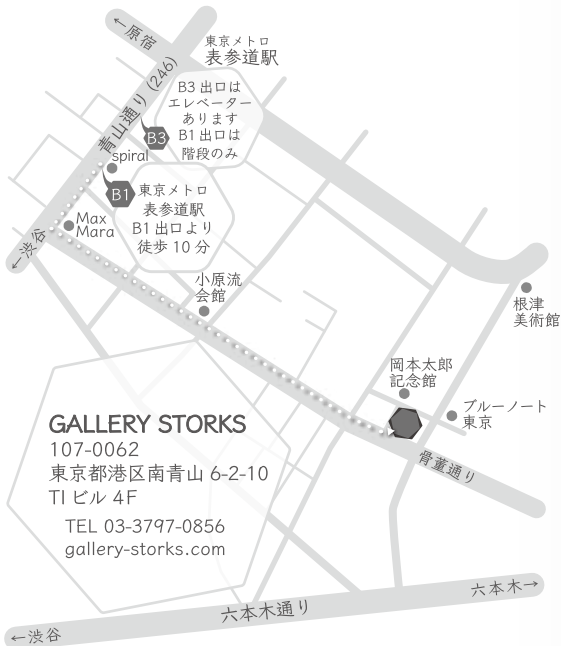 ←原宿
東京メトロ
表参道駅
青山通り (246)
B3 出口は
エレベーター
あります
B1 出口は
階段のみ
B3
spiral
B1
東京メトロ
表参道駅
B1 出口より
徒歩 10 分
Max
Mara
←渋谷
小原流
会館
根津
美術館
岡本太郎
記念館
ブルーノート
東京
骨董通り
GALLERY STORKS
107-0062
東京都港区南青山 6-2-10
TI ビル 4F
TEL 03-3797-0856
gallery-storks.com
六本木→
六本木通り
←渋谷